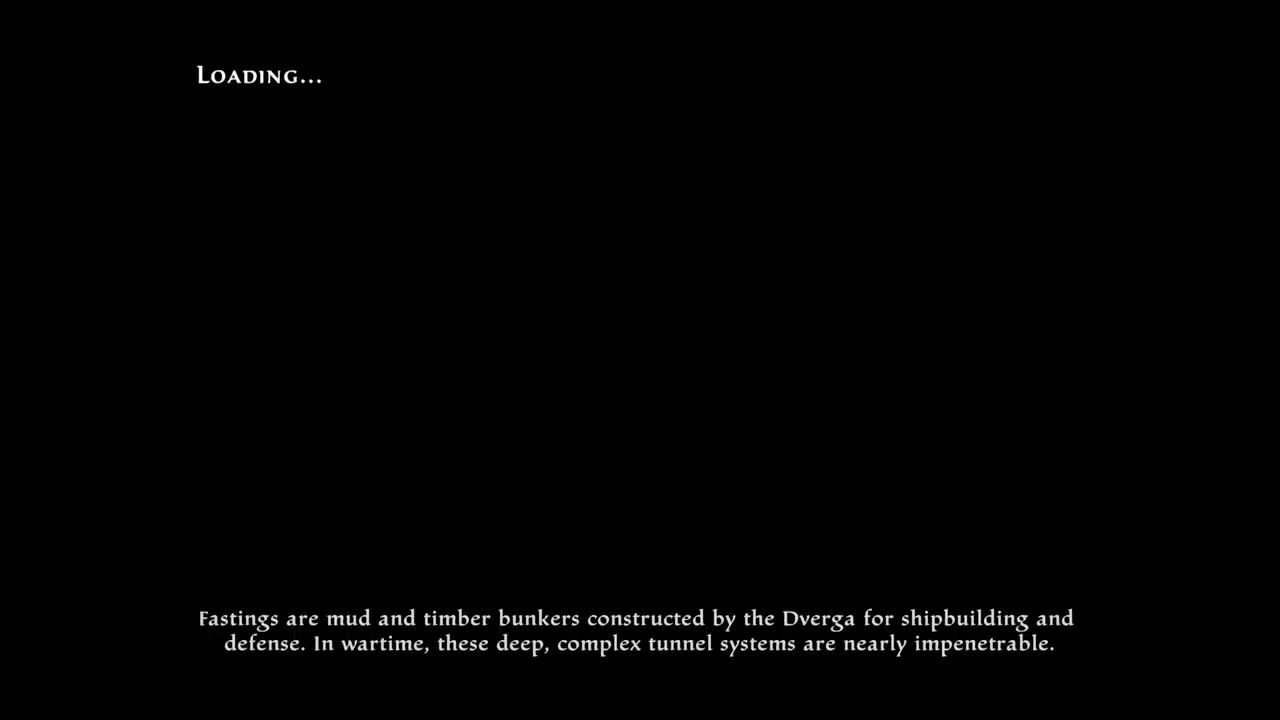 Loading...
Fastings are mud and timber bunkers constructed by the Dverga for shipbuilding and
defense. In wartime, these deep, complex tunnel systems are nearly impenetrable.